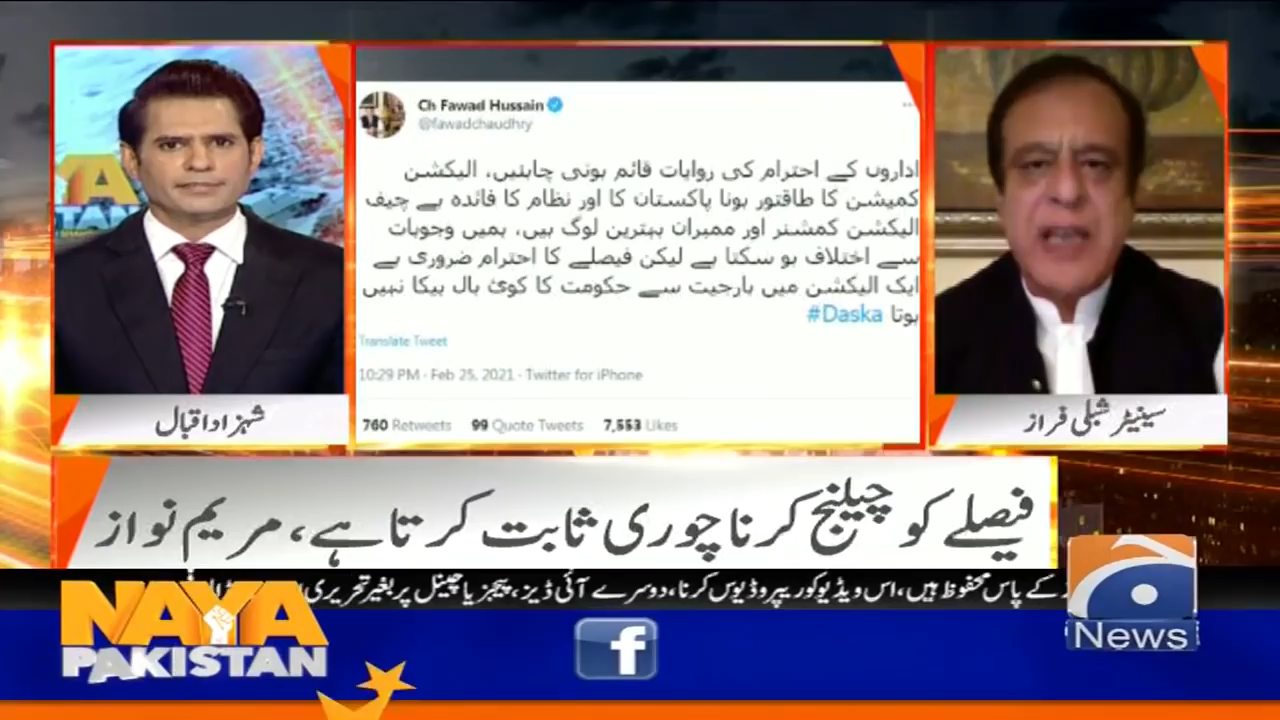 Ch Fawad Hussain
@fawadchaudhry
اداروں کے احترام کی روایات قائم ہونی چاہئیں، الیکشن
کمیشن کا طاقتور ہونا پاکستان کا اور نظام کا فائدہ ہے چیف
الیکشن کمشنر اور ممبران بہترین لوگ ہیں، ہمیں وجوہات
سے اختلاف ہو سکتا ہے لیکن فیصلے کا احترام ضروری ہے
ایک الیکشن میں ہارجیت سے حکومت کا کوئ بال بیکا نہیں
ہوتا #Daska
Translate Tweet
10:29 PM · Feb 25, 2021 · Twitter for iPhone
760 Retweets 99 Quote Tweets 7,553 Likes
شہزاد اقبال
سینیٹر شبلی فراز
فیصلے کو چیلنج کرنا چوری ثابت کرتا ہے، مریم نواز
کے پاس محفوظ ہیں، اس ویڈیو کو ریپروڈیوس کرنا، دوسرے آئی ڈیز، پیجز یا چینل پر بغیر تحریری
NAYA
PAKISTAN
f
News